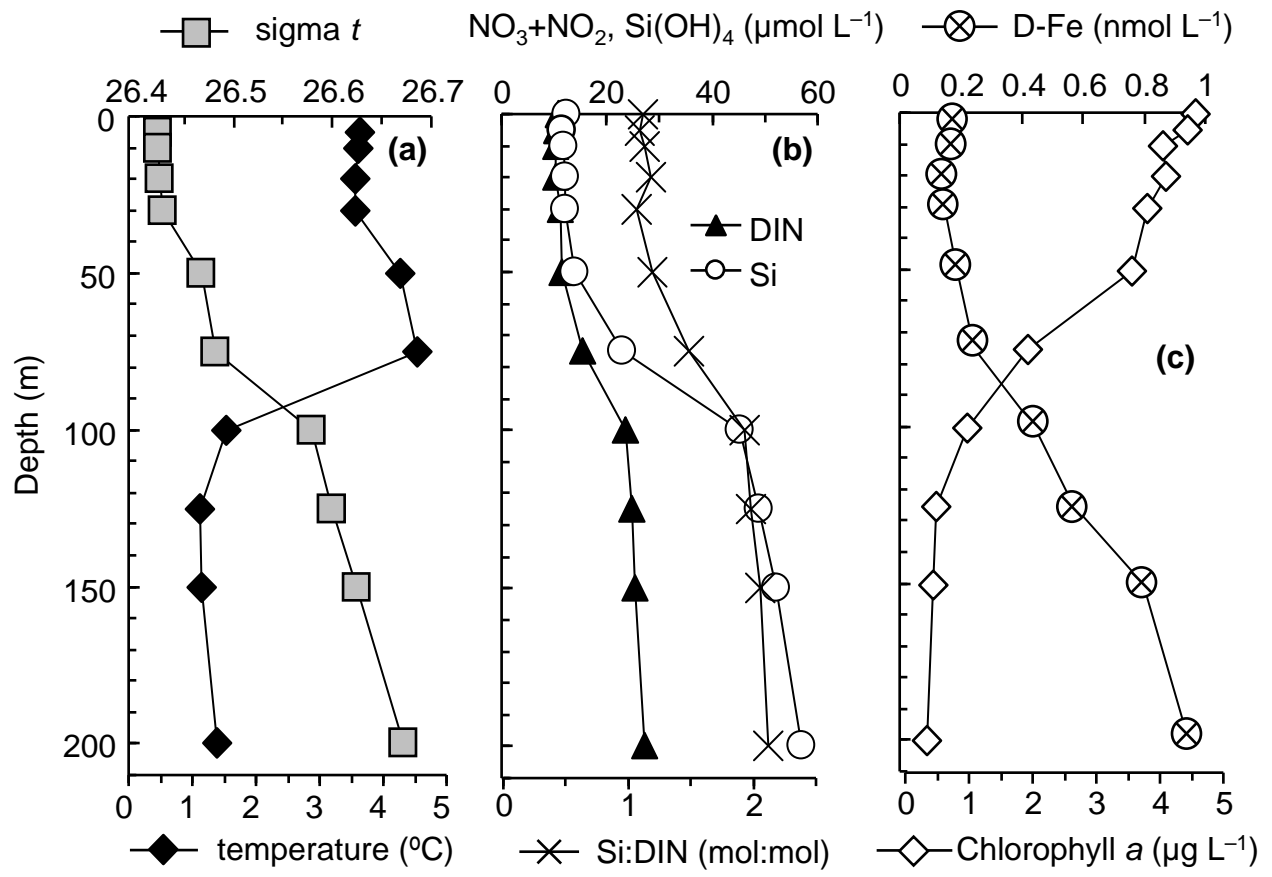 sigma t
NO₃+NO₂, Si(OH)₄ (µmol L⁻¹)
D-Fe (nmol L⁻¹)
26.4 26.5 26.6 26.7
0 20 40 60
0 0.2 0.4 0.6 0.8 1
0
50
100
150
200
Depth (m)
(a)
(b)
(c)
DIN
Si
0 1 2 3 4 5
0 1 2
0 1 2 3 4 5
temperature (ºC)
Si:DIN (mol:mol)
Chlorophyll a (µg L⁻¹)